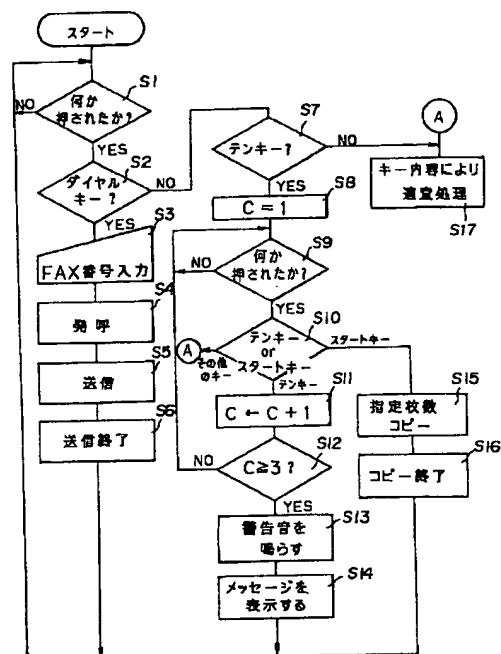 スタート
S1
何か
押されたか?
NO
YES
S2
ダイヤル
キー?
NO
YES
S3
FAX番号入力
S4
発呼
S5
送信
S6
送信終了
S7
テンキー?
NO
YES
A
キー内容により
適宜処理
S17
S8
C=1
S9
何か
押されたか?
NO
YES
S10
テンキー
or
スタートキー
スタートキー
A
その他
のキー
テンキー
S11
C←C+1
S12
C≧3?
NO
YES
S13
警告音を
鳴らす
S14
メッセージを
表示する
S15
指定枚数
コピー
S16
コピー終了